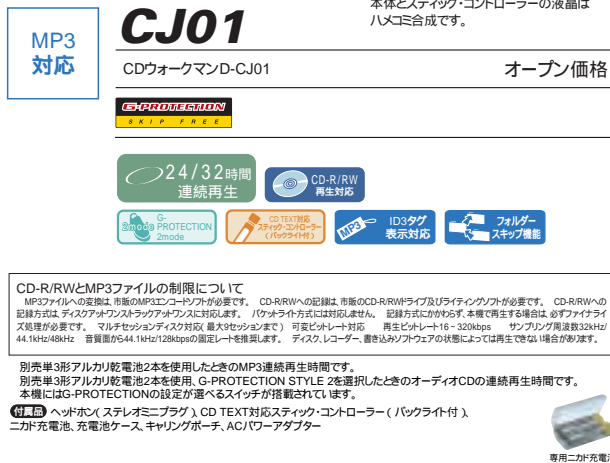 本体とスティック・コントローラーの液晶は
ハメコミ合成です。
MP3
対応
CJ01
CDウォークマンD-CJ01
オープン価格
G-PROTECTION
SKIP FREE
24/32時間
連続再生
CD-R/RW
再生対応
2mode
G-
PROTECTION
2mode
CD TEXT対応
スティック・コントローラー
(バックライト付)
MP3
ID3タグ
表示対応
フォルダー
スキップ機能
CD-R/RWとMP3ファイルの制限について
MP3ファイルへの変換は、市販のMP3エンコードソフトが必要です。 CD-R/RWへの記録は、市販のCD-R/RWドライブ及びライティングソフトが必要です。 CD-R/RWへの
記録方式は、ディスクアットワンストラックアットワンスに対応します。 パケットライト方式には対応しません。 記録方式にかかわらず、本機で再生する場合は、必ずファイナライ
ズ処理が必要です。 マルチセッションディスク対応(最大9セッションまで) 可変ビットレート対応 再生ビットレート16-320kbps サンプリング周波数32kHz/
44.1kHz/48kHz 音質面から44.1kHz/128kbpsの固定レートを推奨します。 ディスク、レコーダー、書き込みソフトウェアの状態によっては再生できない場合があります。
別売単3形アルカリ乾電池2本を使用したときのMP3連続再生時間です。
別売単3形アルカリ乾電池2本を使用、G-PROTECTION STYLE 2を選択したときのオーディオCDの連続再生時間です。
本機にはG-PROTECTIONの設定が選べるスイッチが搭載されています。
付属品 ヘッドホン(ステレオミニプラグ)、CD TEXT対応スティック・コントローラー(バックライト付)、
ニカド充電池、充電池ケース、キャリングポーチ、ACパワーアダプター
専用ニカド充電池